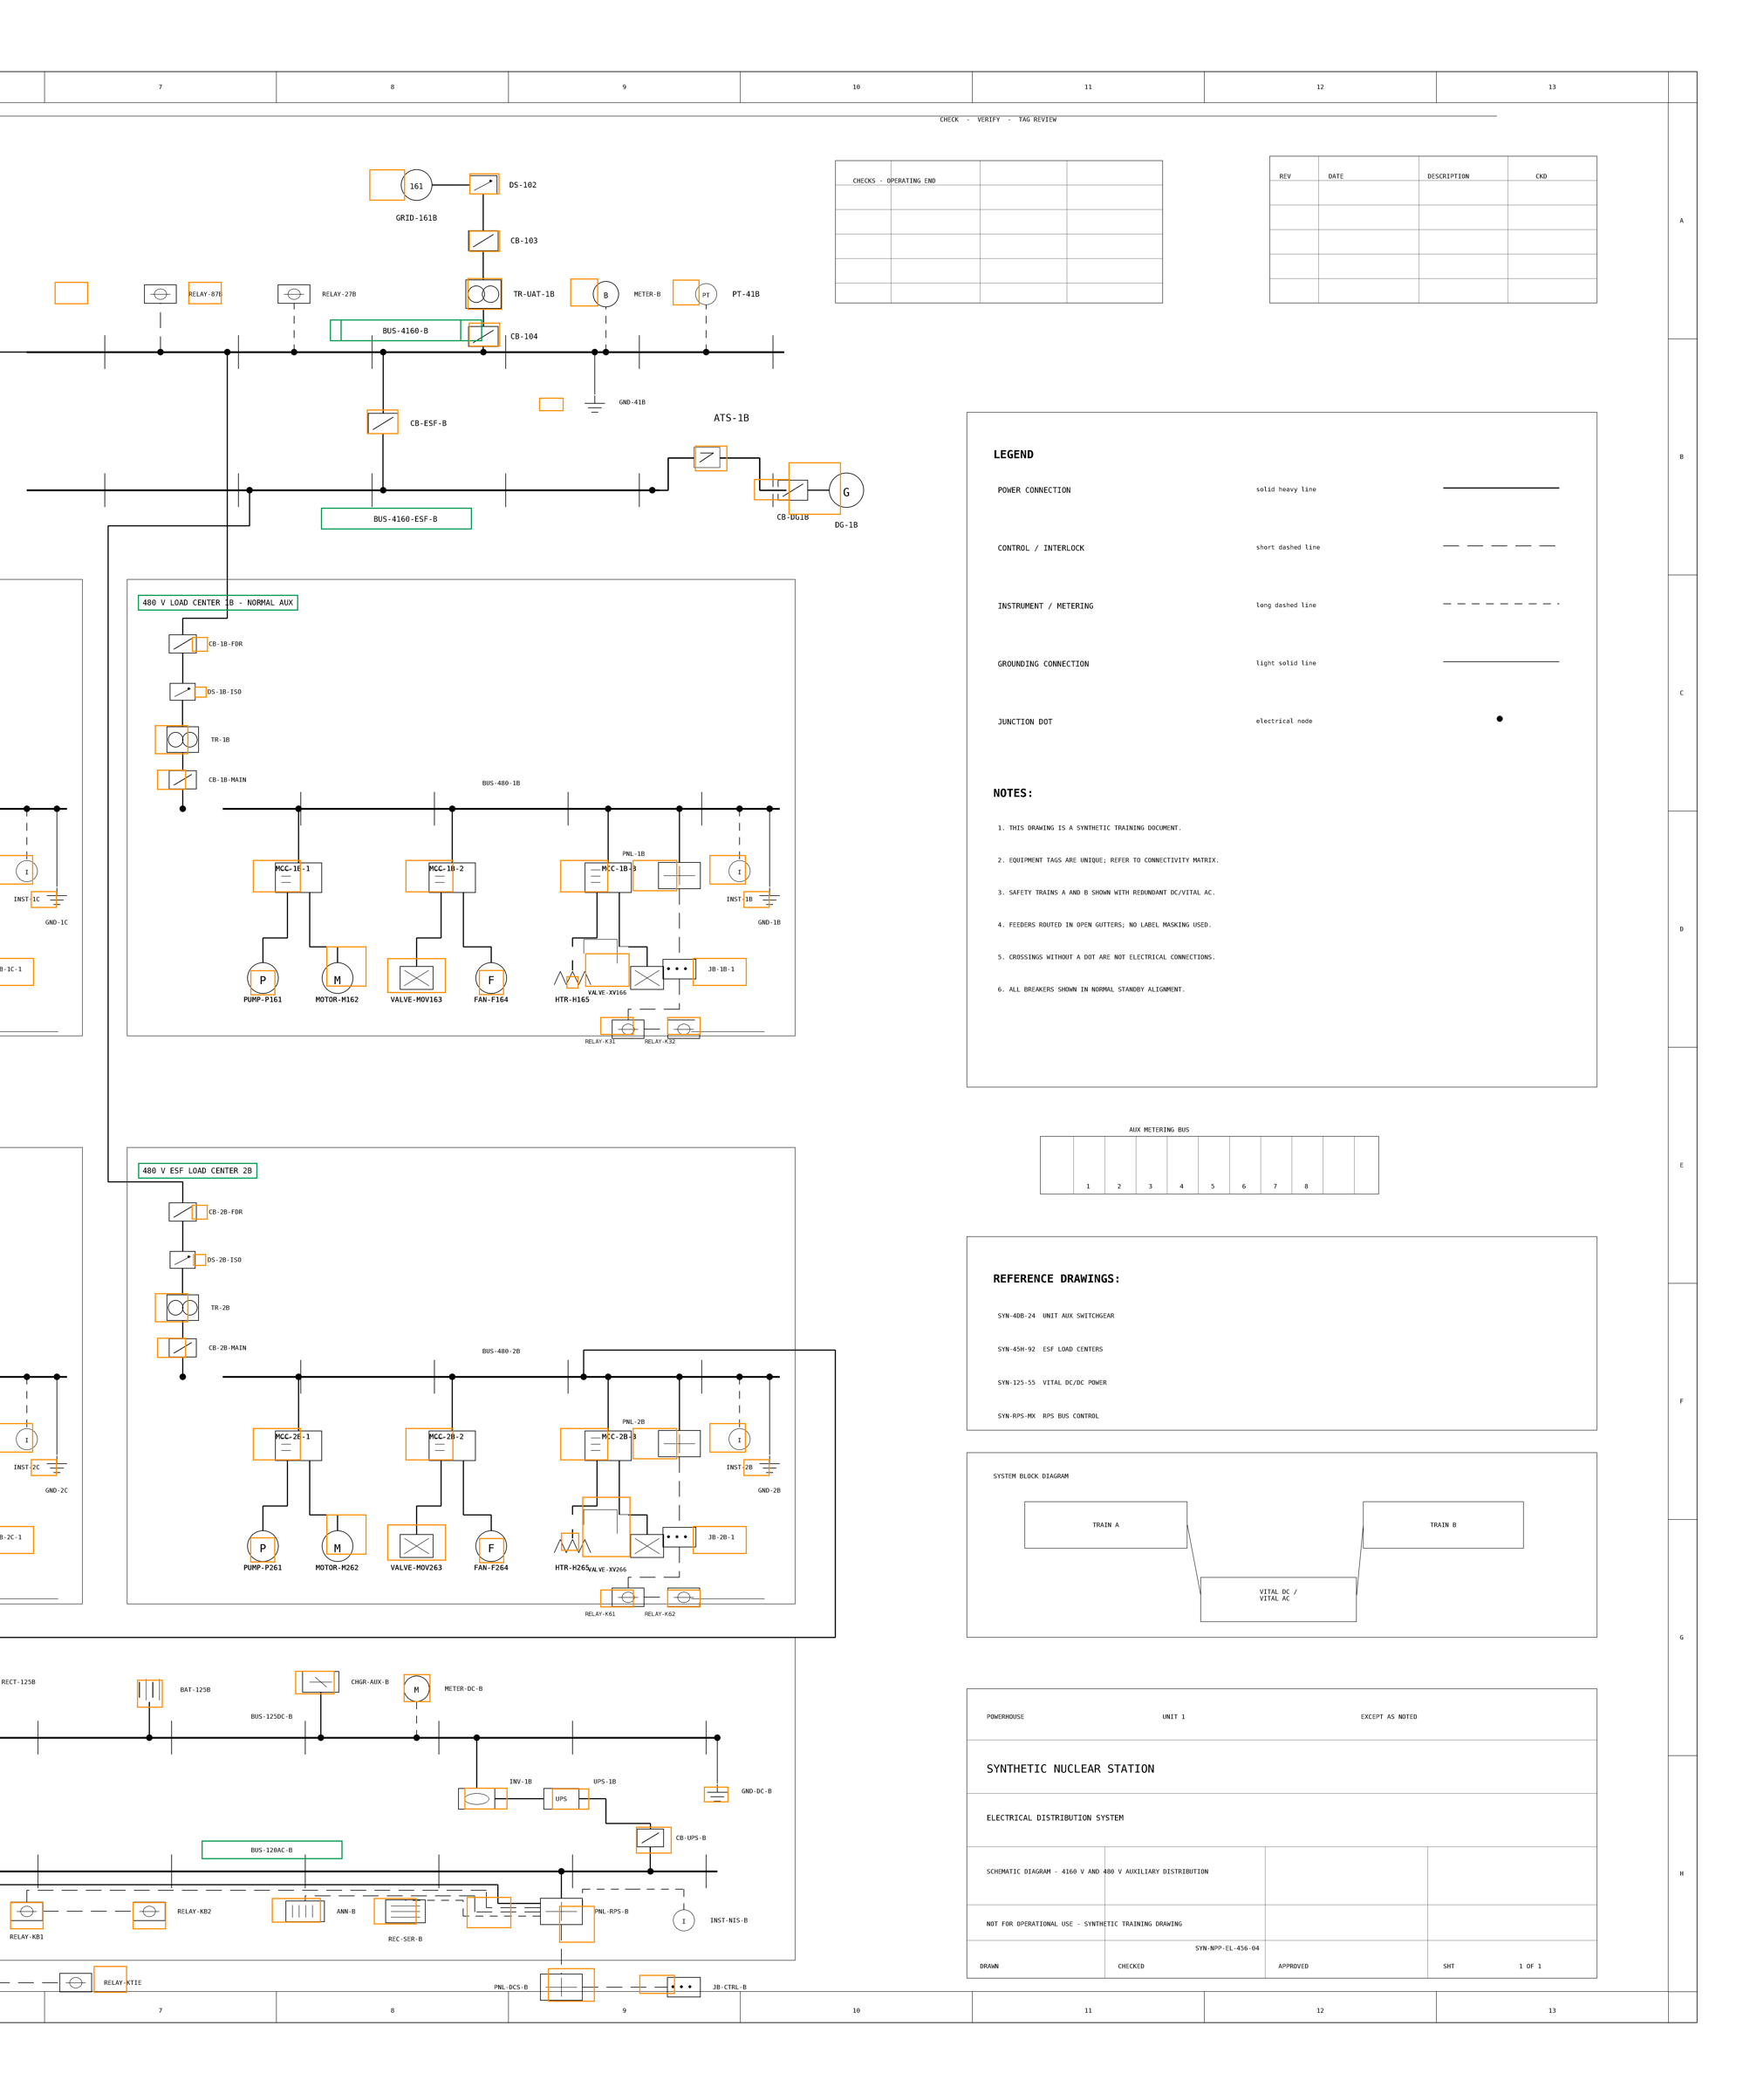 7 8 9 10 11 12 13
CHECK - VERIFY - TAG REVIEW
CHECKS - OPERATING END
REV DATE DESCRIPTION CKD
A
161
DS-102
GRID-161B
CB-103
RELAY-87B
RELAY-27B
TR-UAT-1B
B
METER-B
PT
PT-41B
BUS-4160-B
CB-104
GND-41B
CB-ESF-B
ATS-1B
B
LEGEND
POWER CONNECTION solid heavy line
G
CB-DG1B
DG-1B
BUS-4160-ESF-B
CONTROL / INTERLOCK short dashed line
INSTRUMENT / METERING long dashed line
GROUNDING CONNECTION light solid line
C
JUNCTION DOT electrical node
480 V LOAD CENTER 1B - NORMAL AUX
CB-1B-FDR
DS-1B-ISO
TR-1B
CB-1B-MAIN
BUS-480-1B
NOTES:
1. THIS DRAWING IS A SYNTHETIC TRAINING DOCUMENT.
2. EQUIPMENT TAGS ARE UNIQUE; REFER TO CONNECTIVITY MATRIX.
3. SAFETY TRAINS A AND B SHOWN WITH REDUNDANT DC/VITAL AC.
4. FEEDERS ROUTED IN OPEN GUTTERS; NO LABEL MASKING USED.
D
5. CROSSINGS WITHOUT A DOT ARE NOT ELECTRICAL CONNECTIONS.
6. ALL BREAKERS SHOWN IN NORMAL STANDBY ALIGNMENT.
PNL-1B
I
MCC-1B-1 MCC-1B-2 MCC-1B-3
I
INST-1C
INST-1B
GND-1C
GND-1B
B-1C-1
JB-1B-1
P M F
PUMP-P161 MOTOR-M162 VALVE-MOV163 FAN-F164 HTR-H165
VALVE-XV166
RELAY-K31 RELAY-K32
AUX METERING BUS
1 2 3 4 5 6 7 8
E
480 V ESF LOAD CENTER 2B
CB-2B-FDR
DS-2B-ISO
TR-2B
CB-2B-MAIN
BUS-480-2B
REFERENCE DRAWINGS:
SYN-4DB-24 UNIT AUX SWITCHGEAR
SYN-45H-92 ESF LOAD CENTERS
SYN-125-55 VITAL DC/DC POWER
F
SYN-RPS-MX RPS BUS CONTROL
PNL-2B
I
MCC-2B-1 MCC-2B-2 MCC-2B-3
I
INST-2C
INST-2B
GND-2C
GND-2B
SYSTEM BLOCK DIAGRAM
TRAIN A
TRAIN B
VITAL DC /
VITAL AC
B-2C-1
JB-2B-1
P M F
PUMP-P261 MOTOR-M262 VALVE-MOV263 FAN-F264 HTR-H265
VALVE-XV266
RELAY-K61 RELAY-K62
G
RECT-125B
BAT-125B
CHGR-AUX-B
M
METER-DC-B
BUS-125DC-B
INV-1B
UPS-1B
UPS
GND-DC-B
CB-UPS-B
BUS-120AC-B
RELAY-KB1
RELAY-KB2
ANN-B
REC-SER-B
PNL-RPS-B
I
INST-NIS-B
RELAY-KTIE
PNL-DCS-B
JB-CTRL-B
POWERHOUSE UNIT 1 EXCEPT AS NOTED
SYNTHETIC NUCLEAR STATION
ELECTRICAL DISTRIBUTION SYSTEM
SCHEMATIC DIAGRAM - 4160 V AND 480 V AUXILIARY DISTRIBUTION
H
NOT FOR OPERATIONAL USE - SYNTHETIC TRAINING DRAWING
SYN-NPP-EL-456-04
DRAWN CHECKED APPROVED SHT 1 OF 1
7 8 9 10 11 12 13